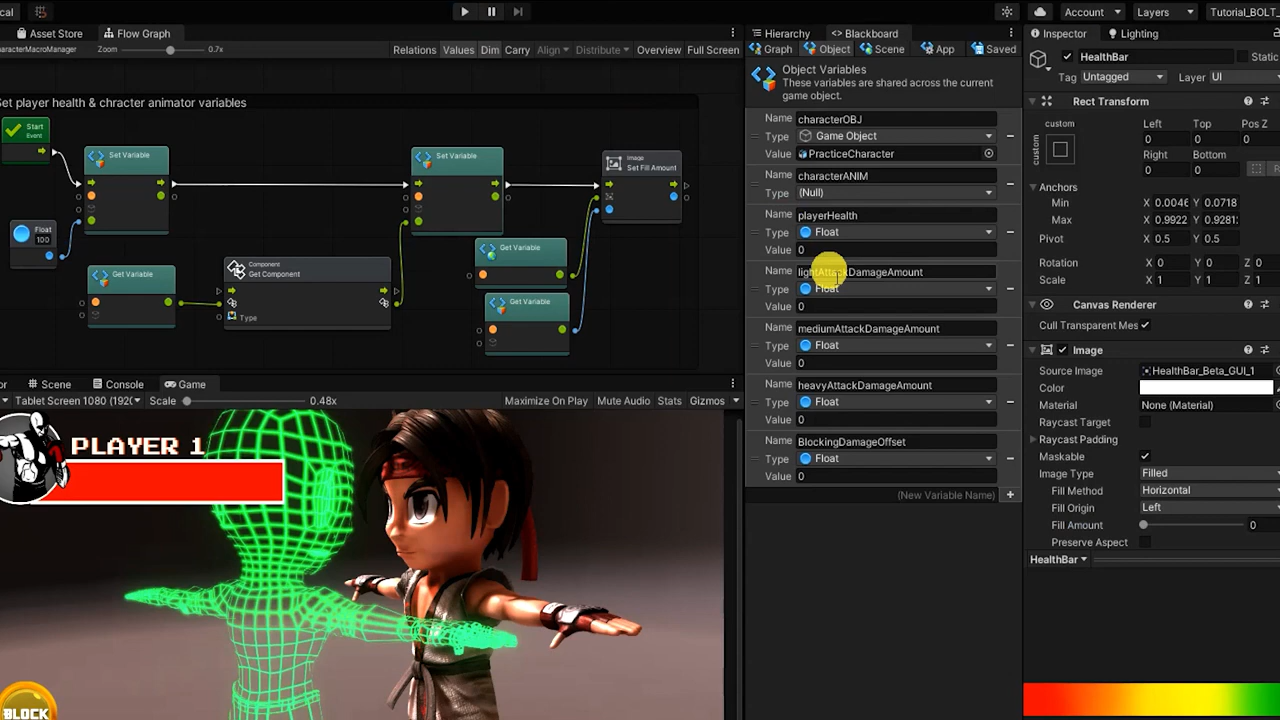 cal
Account
Layers
Tutorial_BOLT_
Asset Store
Flow Graph
Hierarchy
Blackboard
Inspector
Lighting
Zoom
0.7x
Relations
Values
Dim
Carry
Align
Distribute
Overview
Full Screen
Graph
Object
Scene
App
Saved
HealthBar
Static
Tag
Untagged
Layer
UI
Object Variables
These variables are shared across the current
game object.
Set player health & chracter animator variables
Start
Event
Set Variable
Set Variable
Image
Set Fill Amount
Float
100
Get Variable
Component
Get Component
Type
Get Variable
Get Variable
Name
characterOBJ
Type
Game Object
Value
PracticeCharacter
Name
characterANIM
Type
(Null)
Name
playerHealth
Type
Float
Value
0
Name
lightAttackDamageAmount
Type
Float
Value
0
Name
mediumAttackDamageAmount
Type
Float
Value
0
Name
heavyAttackDamageAmount
Type
Float
Value
0
Name
BlockingDamageOffset
Type
Float
Value
0
(New Variable Name)
Rect Transform
custom
custom
Left
Top
Pos Z
0
0
0
Right
Bottom
0
0
R
Anchors
Min
X 0.0046
Y 0.0718
Max
X 0.9922
Y 0.9281
Pivot
X 0.5
Y 0.5
Rotation
X 0
Y 0
Z 0
Scale
X 1
Y 1
Z 1
Canvas Renderer
Cull Transparent Mes
Image
Source Image
HealthBar_Beta_GUI_1
Color
Material
None (Material)
Raycast Target
Raycast Padding
Maskable
Image Type
Filled
Fill Method
Horizontal
Fill Origin
Left
Fill Amount
0
Preserve Aspect
HealthBar
Scene
Console
Game
Tablet Screen 1080 (192
Scale
0.48x
Maximize On Play
Mute Audio
Stats
Gizmos
PLAYER 1
BLOCK